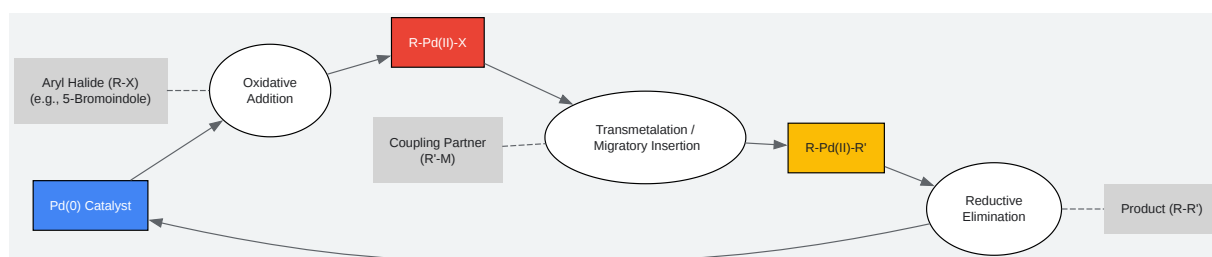 R-Pd(II)-X
Aryl Halide (R-X)
(e.g., 5-Bromoindole)
Oxidative
Addition
Coupling Partner
(R'-M)
Transmetalation /
Migratory Insertion
R-Pd(II)-R'
Pd(0) Catalyst
Reductive
Elimination
Product (R-R')